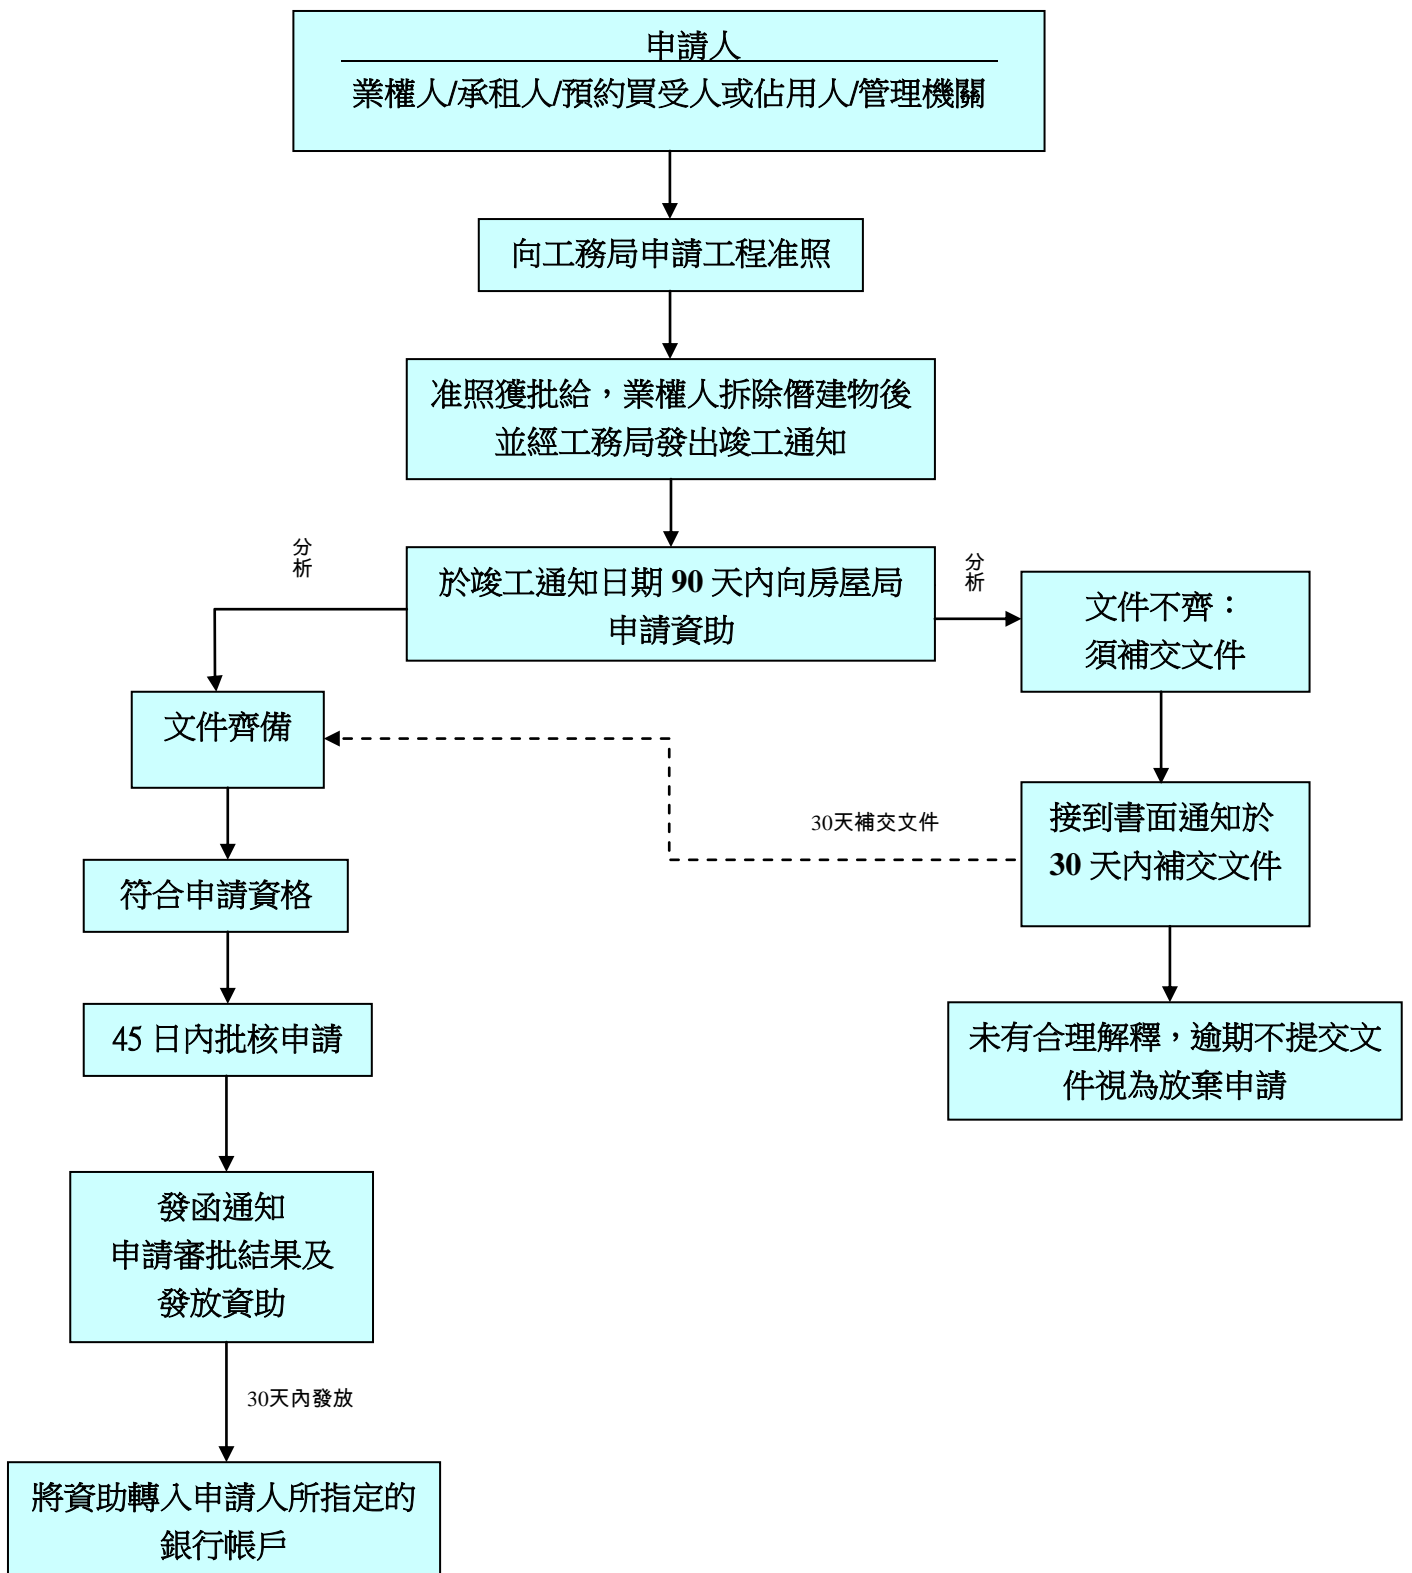 申請人
業權人/承租人/預約買受人或佔用人/管理機關
向工務局申請工程准照
准照獲批給，業權人拆除僭建物後
並經工務局發出竣工通知
分
析
於竣工通知日期 90 天內向房屋局
申請資助
分
析
文件不齊：
須補交文件
文件齊備
30天補交文件
接到書面通知於
30 天內補交文件
符合申請資格
45 日內批核申請
未有合理解釋，逾期不提交文
件視為放棄申請
發函通知
申請審批結果及
發放資助
30天內發放
將資助轉入申請人所指定的
銀行帳戶